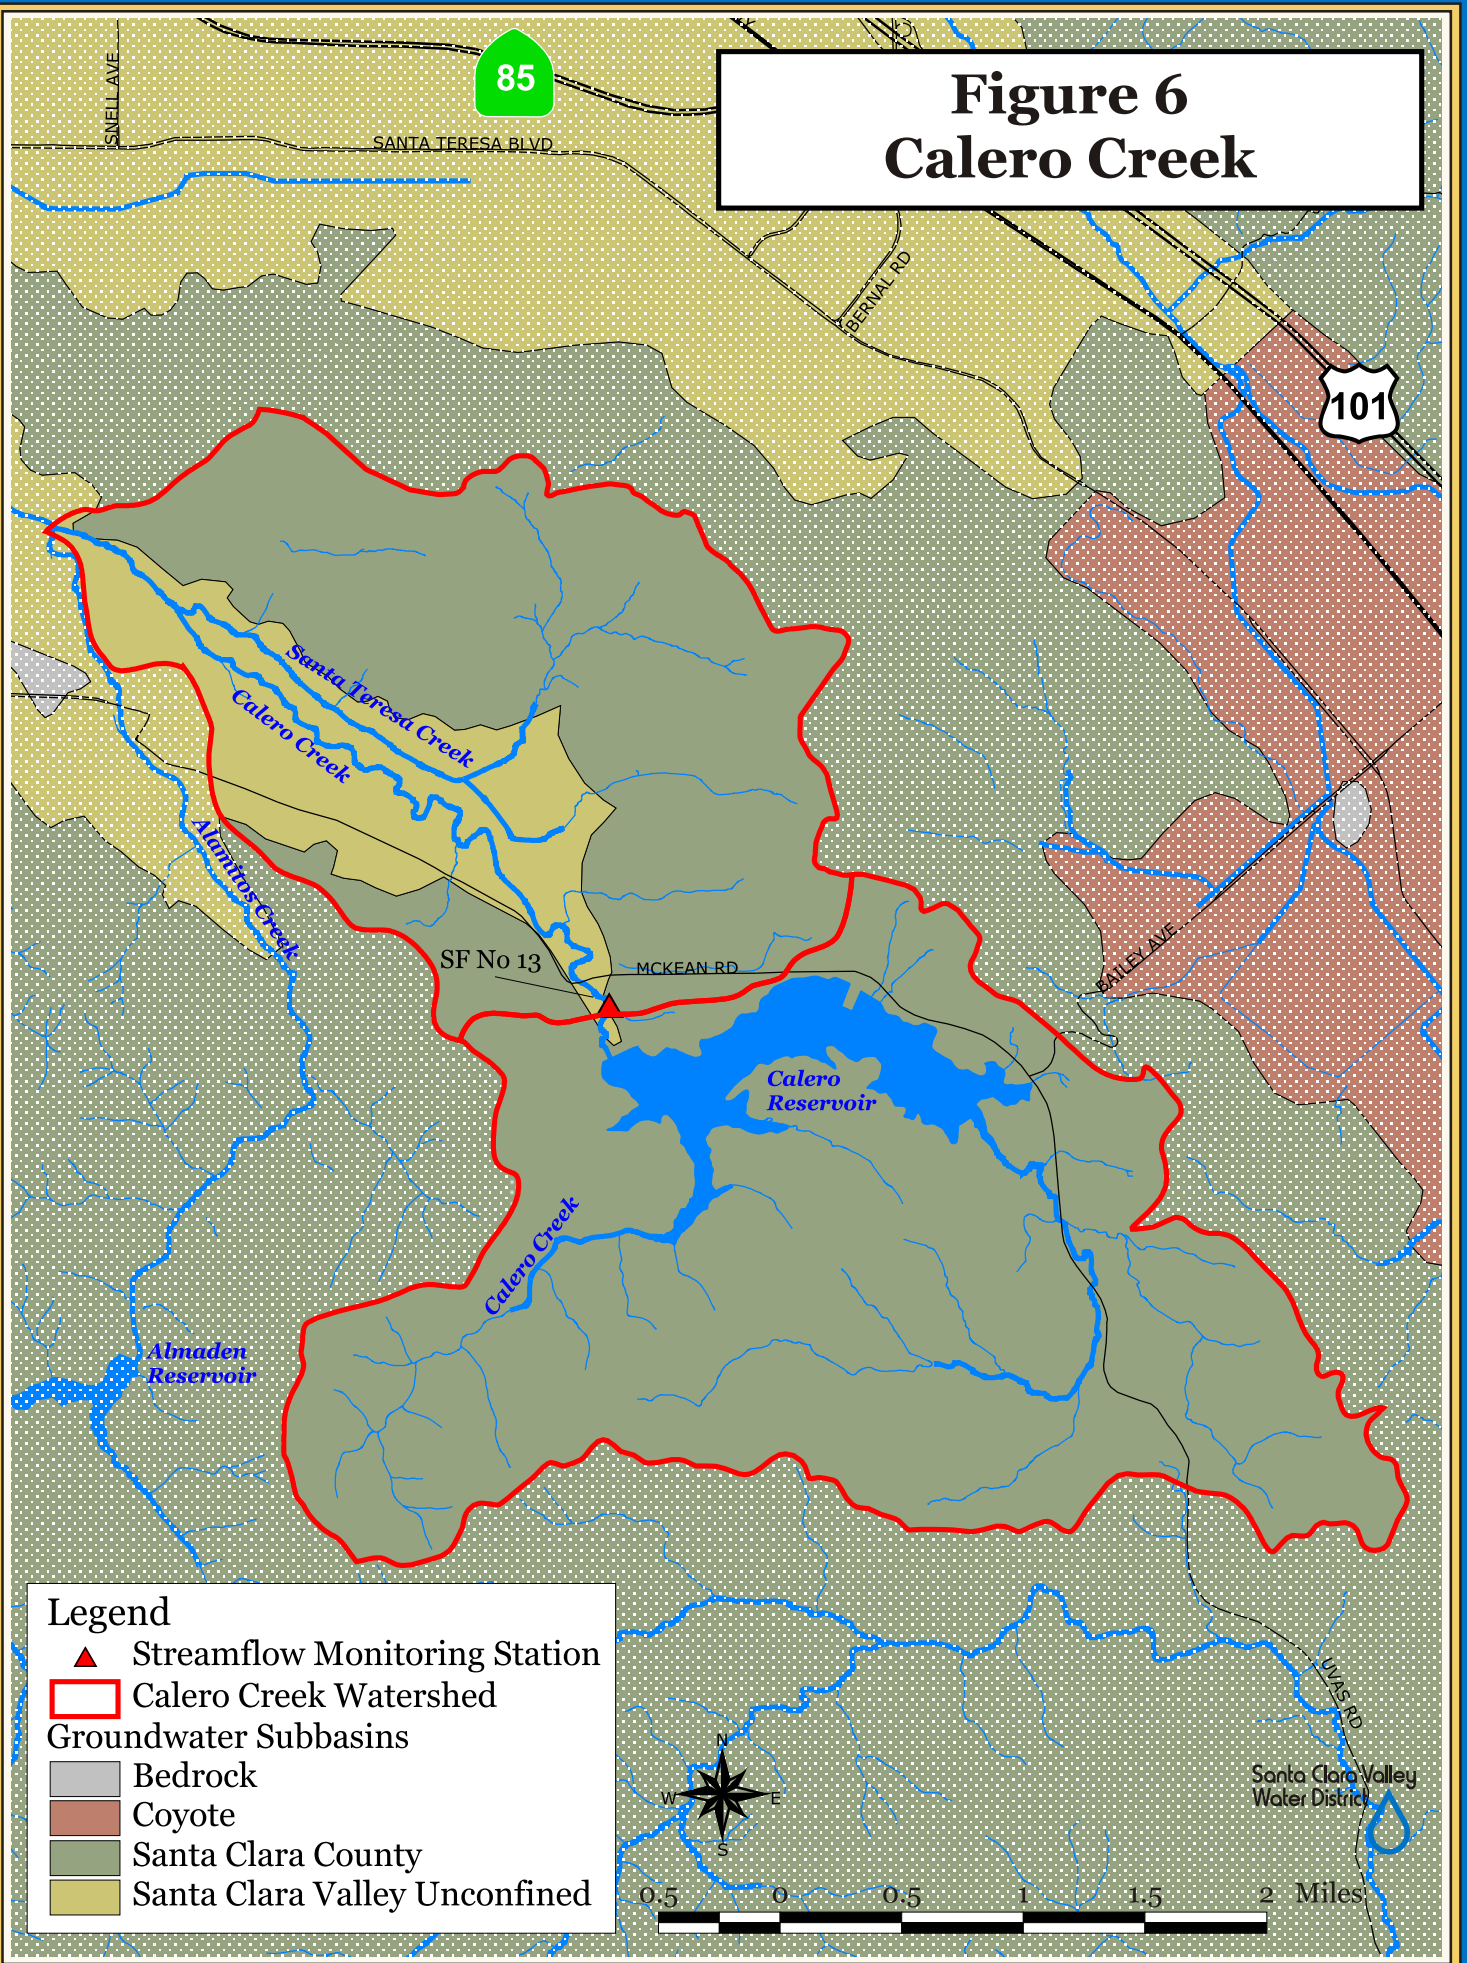 Figure 6
Calero Creek
85
SNELL AVE
SANTA TERESA BLVD
BERNAL RD
101
Santa Teresa Creek
Calero Creek
Alamitos Creek
SF No 13
MCKEAN RD
BAILEY AVE
Calero
Reservoir
Calero Creek
Almaden
Reservoir
UVAS RD
Legend
Streamflow Monitoring Station
Calero Creek Watershed
Groundwater Subbasins
Bedrock
Coyote
Santa Clara County
Santa Clara Valley Unconfined
N
W
E
S
Santa Clara Valley
Water District
0.5 0 0.5 1 1.5 2 Miles